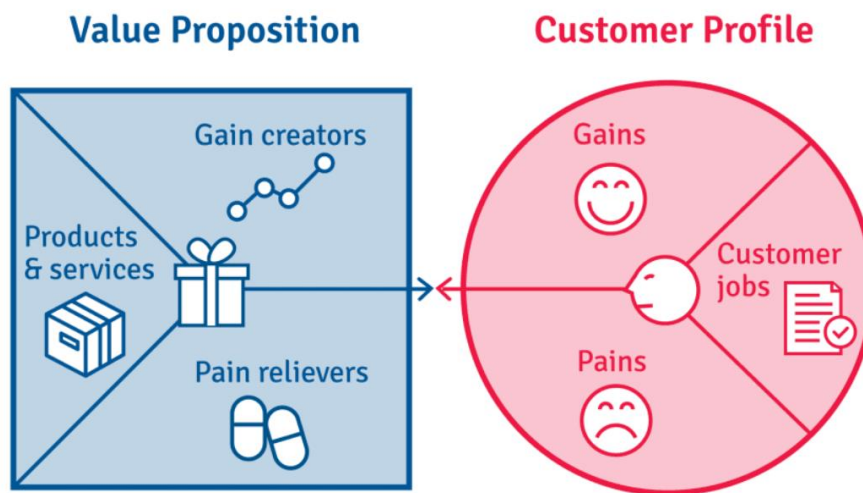 Value Proposition
Customer Profile
Gain creators
Products
& services
Pain relievers
Gains
Customer
jobs
Pains